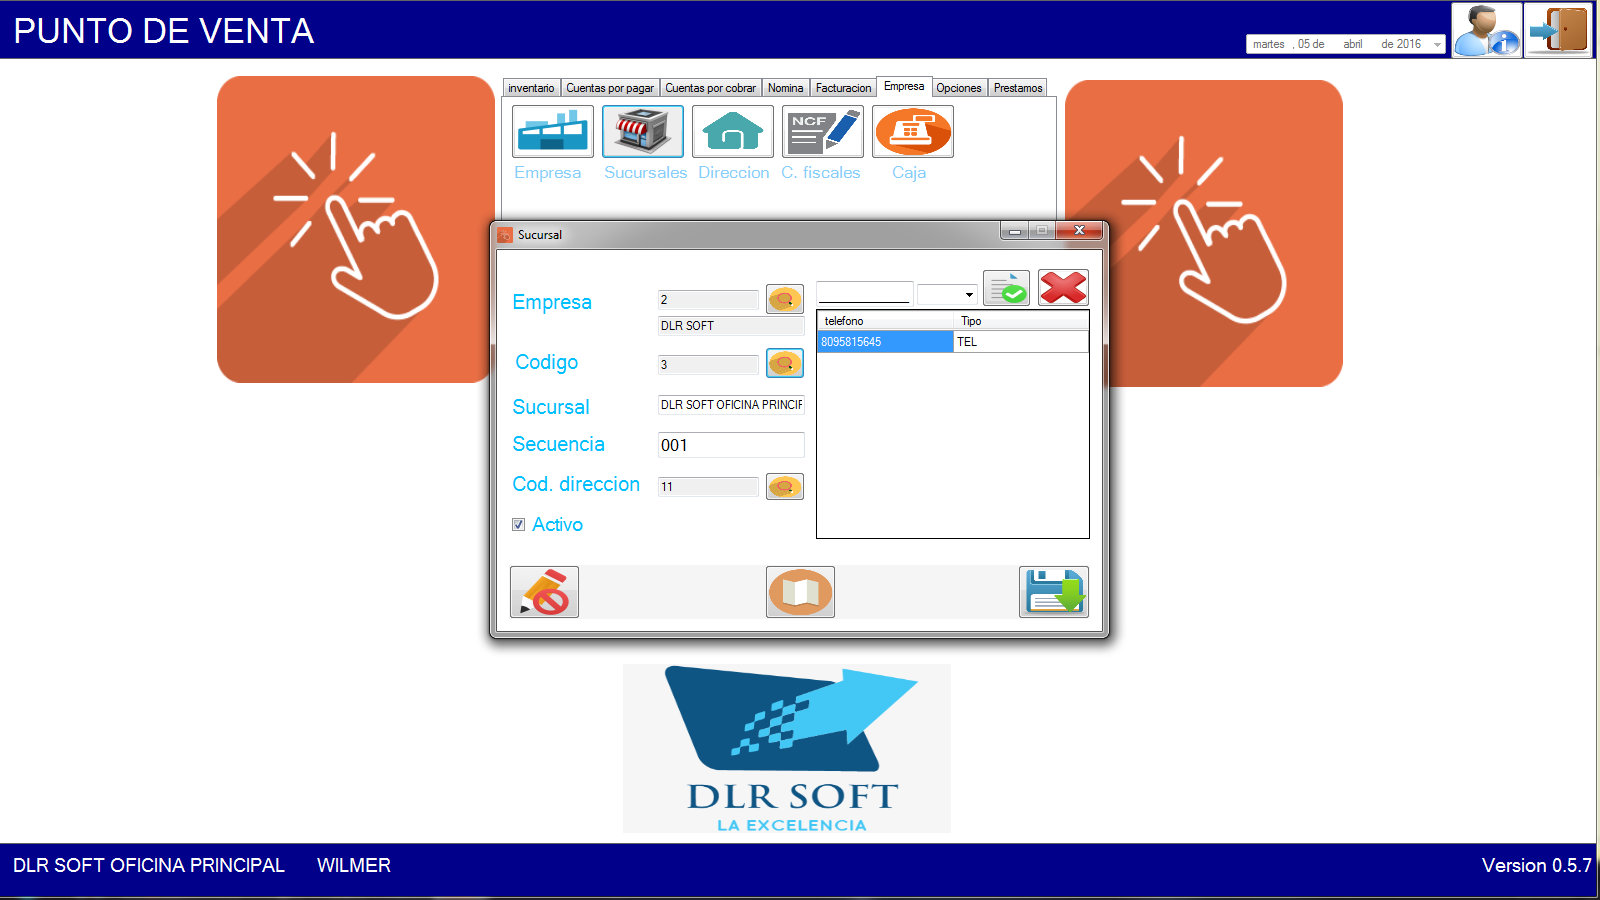 PUNTO DE VENTA
martes , 05 de abril de 2016
inventario Cuentas por pagar Cuentas por cobrar Nomina Facturacion Empresa Opciones Prestamos
NCF
Empresa Sucursales Direccion C. fiscales Caja
Sucursal
Empresa 2
DLR SOFT
Codigo 3
Sucursal DLR SOFT OFICINA PRINCIP
Secuencia 001
Cod. direccion 11
Activo
telefono Tipo
8095815645 TEL
DLR SOFT
LA EXCELENCIA
DLR SOFT OFICINA PRINCIPAL WILMER
Version 0.5.7